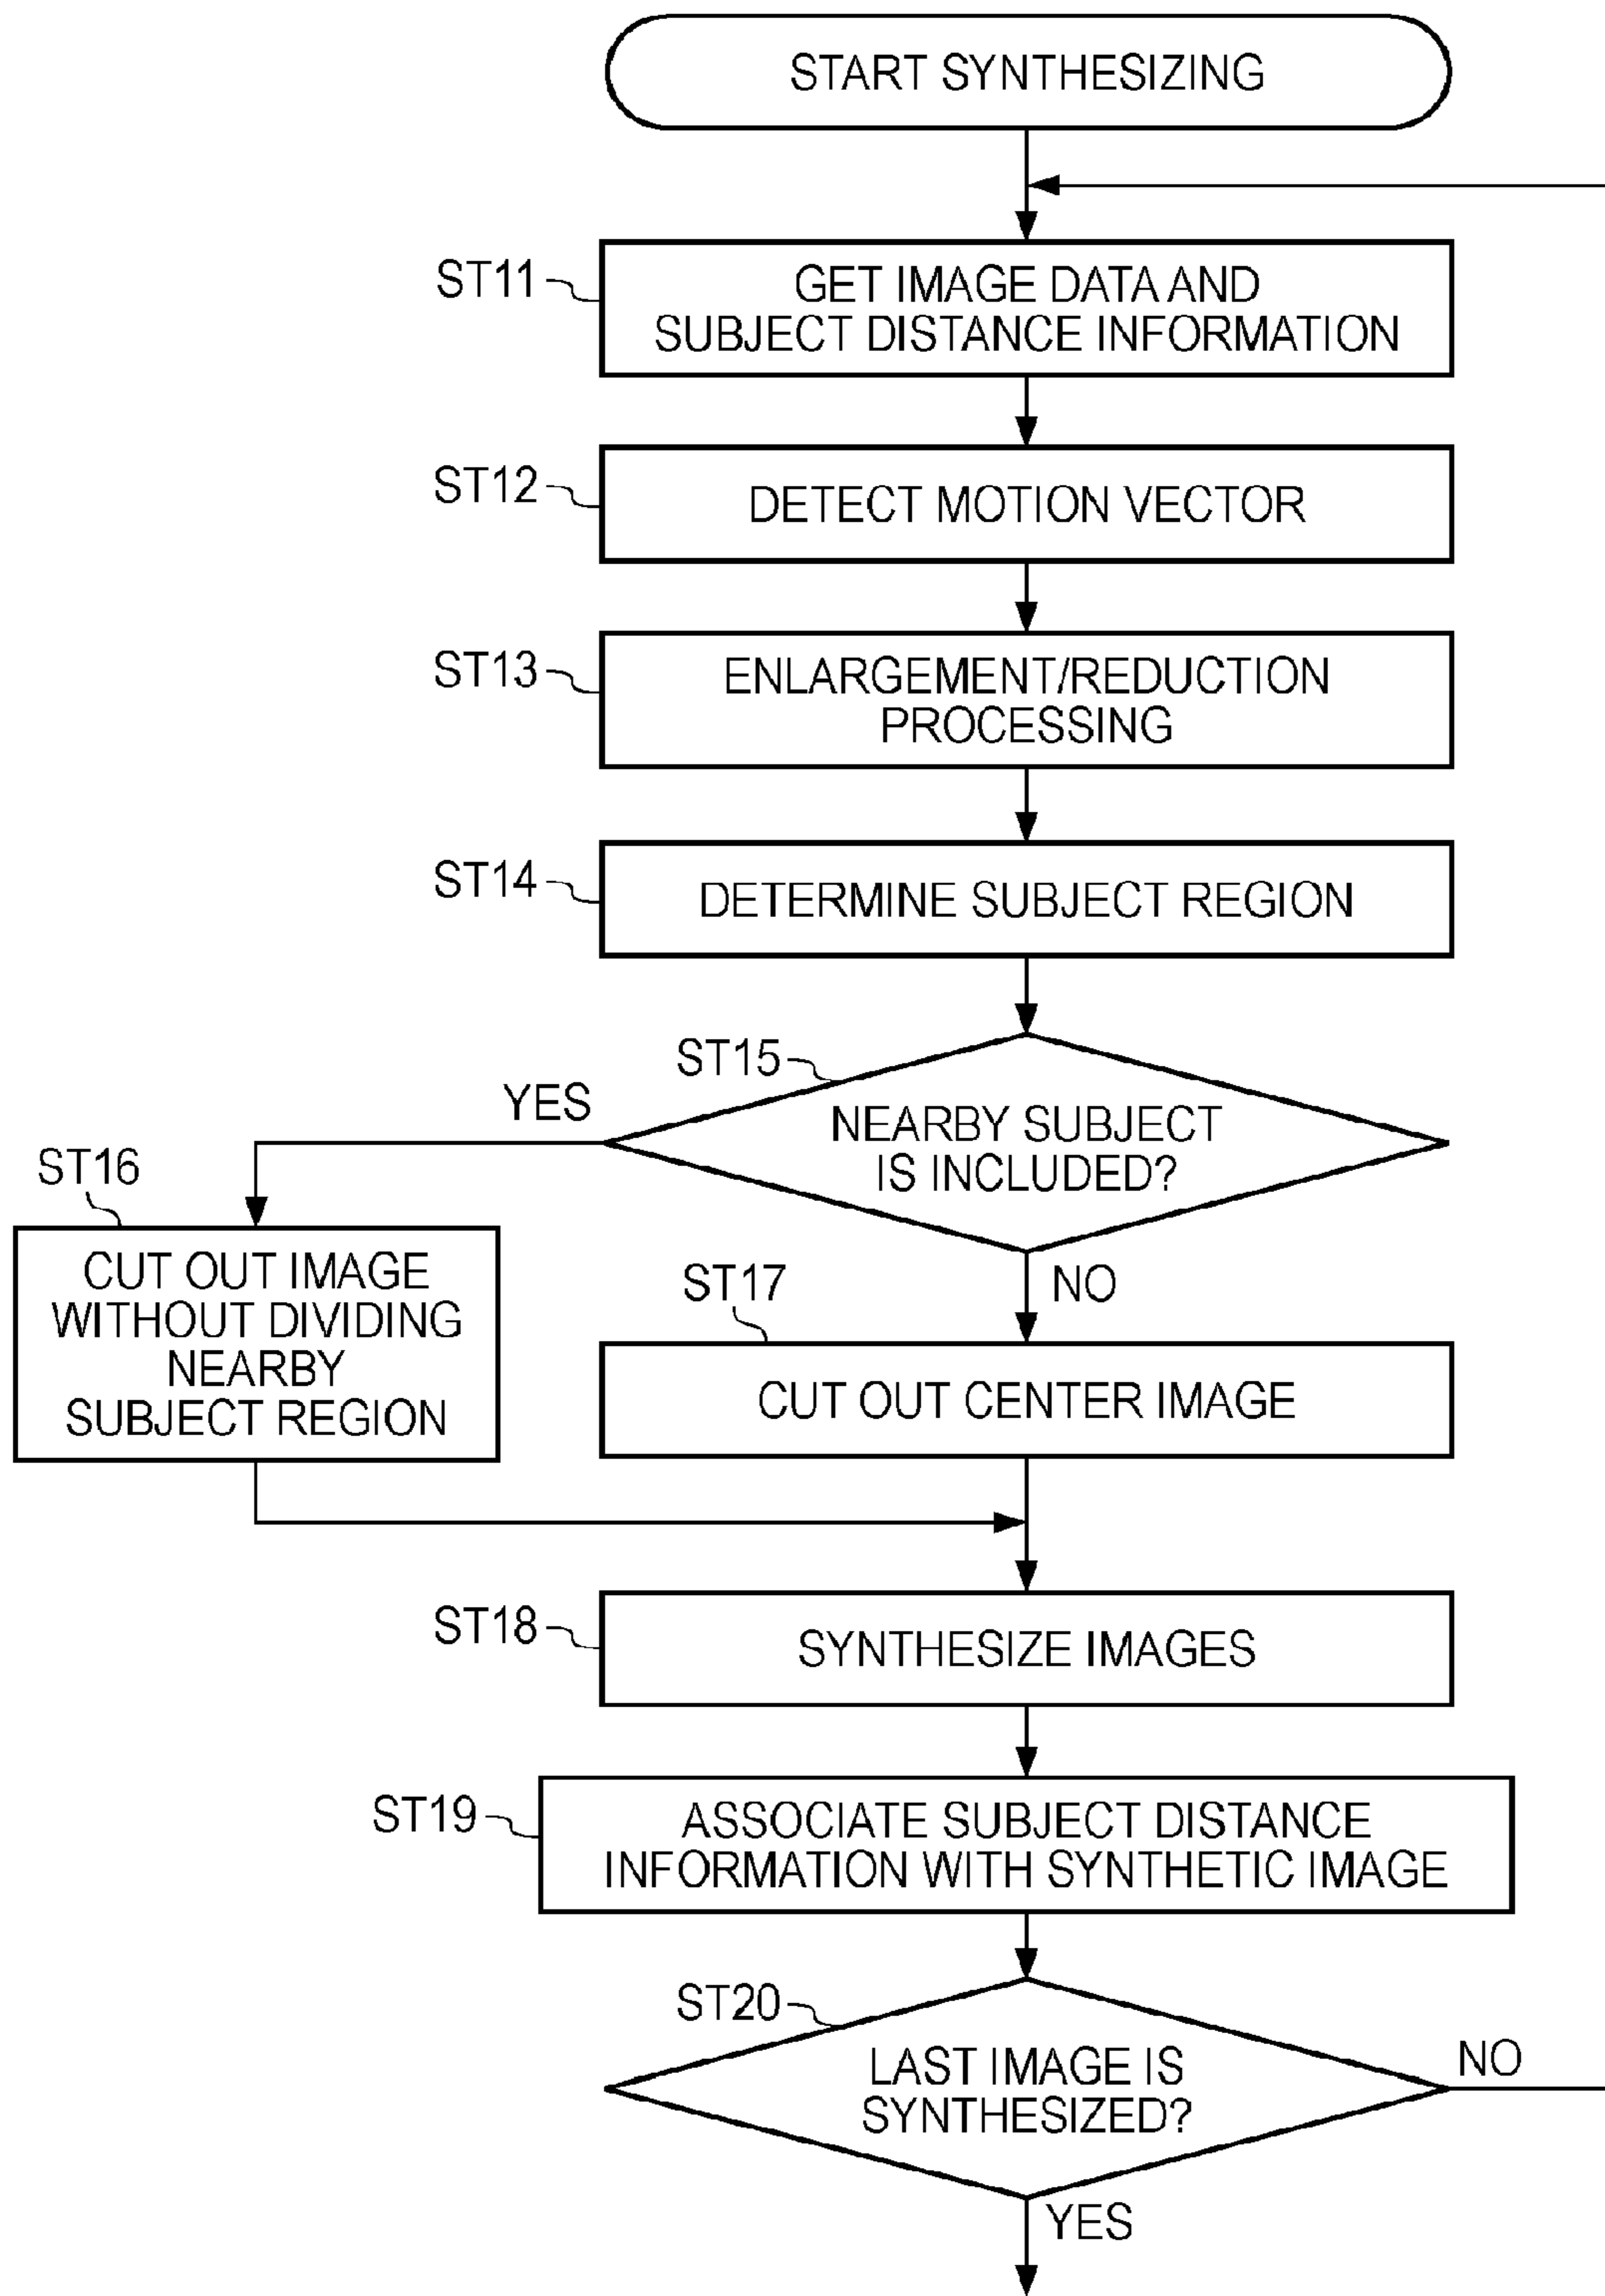 START SYNTHESIZING
ST11
GET IMAGE DATA AND
SUBJECT DISTANCE INFORMATION
ST12
DETECT MOTION VECTOR
ST13
ENLARGEMENT/REDUCTION
PROCESSING
ST14
DETERMINE SUBJECT REGION
ST15
YES
NEARBY SUBJECT
IS INCLUDED?
ST16
CUT OUT IMAGE
WITHOUT DIVIDING
NEARBY
SUBJECT REGION
NO
ST17
CUT OUT CENTER IMAGE
ST18
SYNTHESIZE IMAGES
ST19
ASSOCIATE SUBJECT DISTANCE
INFORMATION WITH SYNTHETIC IMAGE
ST20
LAST IMAGE IS
SYNTHESIZED?
NO
YES